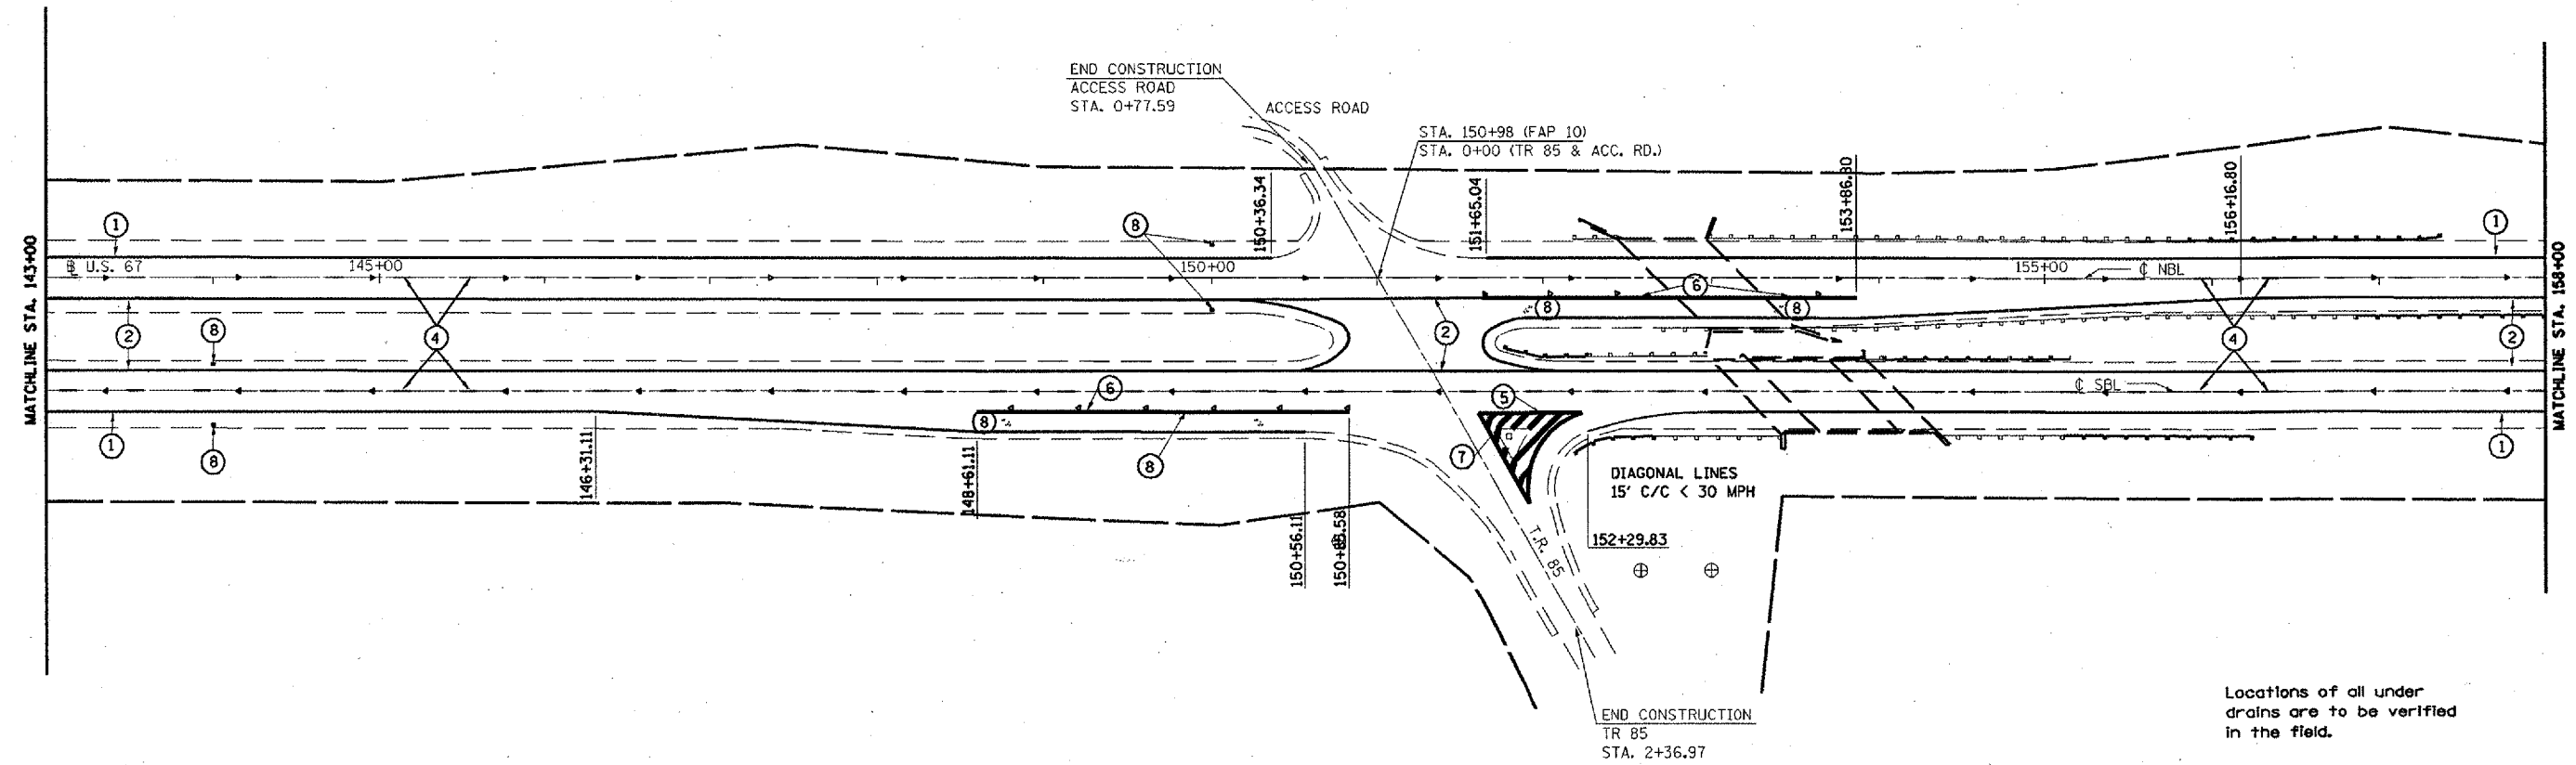 END CONSTRUCTION
ACCESS ROAD
STA. 0+77.59
ACCESS ROAD
STA. 150+98 (FAP 10)
STA. 0+00 (TR 85 & ACC. RD.)
150+36.34
151+65.04
153+86.80
156+16.80
1
8
1
℄ U.S. 67
145+00
150+00
155+00
℄ NBL
6
8
8
2
8
4
2
4
2
MATCHLINE STA. 143+00
MATCHLINE STA. 158+00
6
5
℄ SBL
1
8
8
8
7
1
146+31.11
148+61.11
150+56.11
DIAGONAL LINES
15' C/C < 30 MPH
152+29.83
T.R. 85
END CONSTRUCTION
TR 85
STA. 2+36.97
Locations of all under
drains are to be verified
in the field.